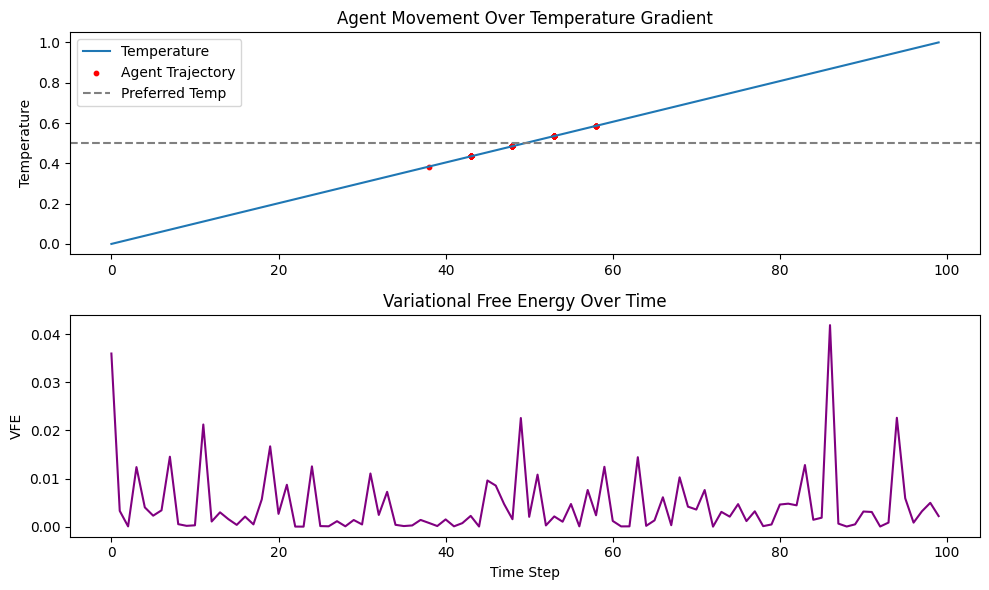 Agent Movement Over Temperature Gradient
Temperature
1.0
0.8
0.6
0.4
0.2
0.0
Temperature
Agent Trajectory
Preferred Temp
0 20 40 60 80 100
Variational Free Energy Over Time
VFE
0.04
0.03
0.02
0.01
0.00
0 20 40 60 80 100
Time Step